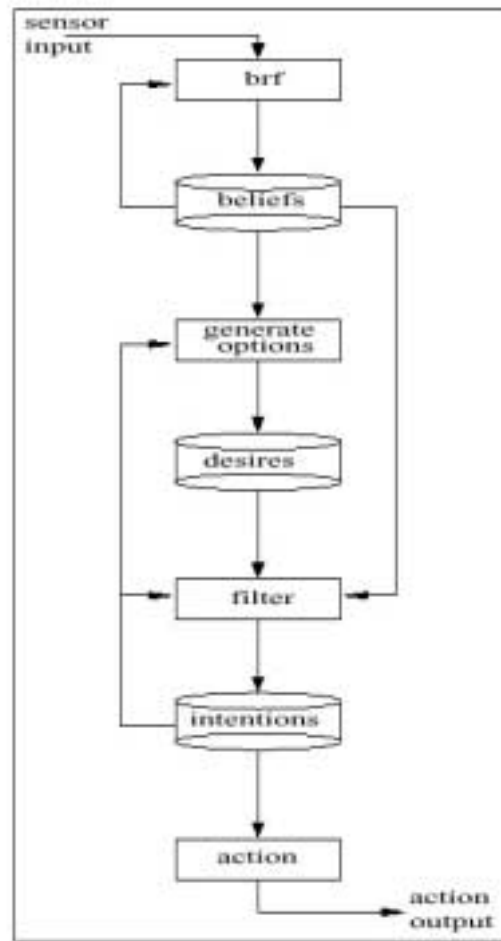 sensor
input
brf
beliefs
generate
options
desires
filter
intentions
action
action
output